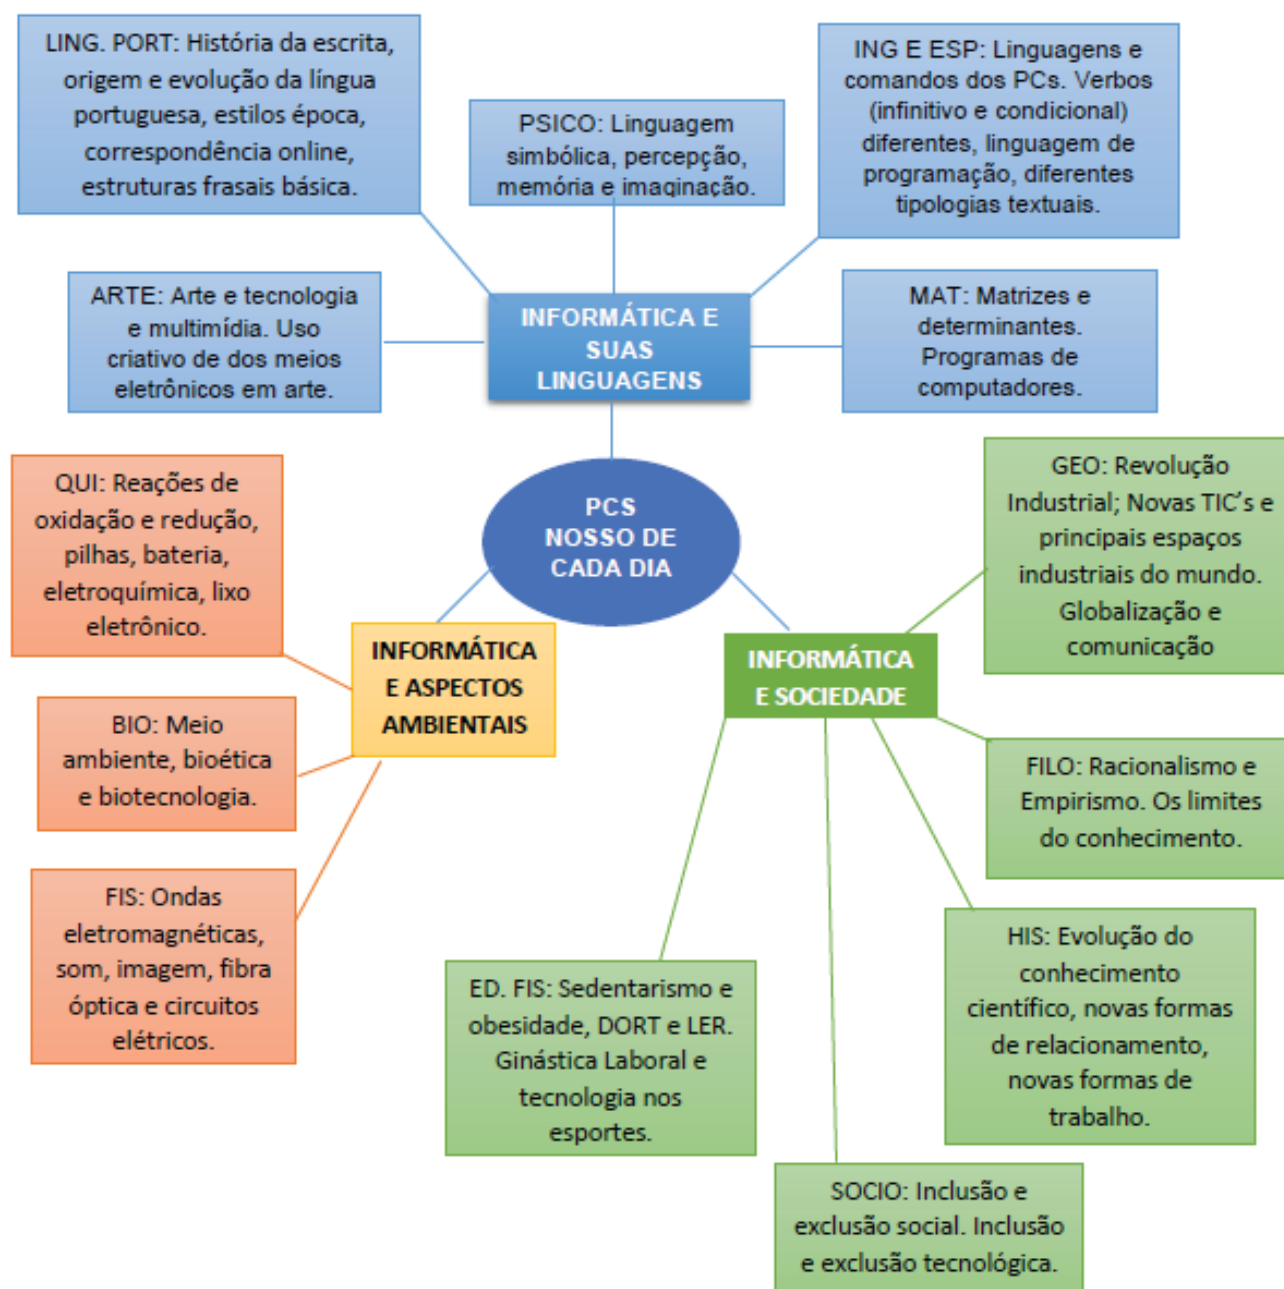 LING. PORT: História da escrita,
origem e evolução da língua
portuguesa, estilos época,
correspondência online,
estruturas frasais básica.
PSICO: Linguagem
simbólica, percepção,
memória e imaginação.
ING E ESP: Linguagens e
comandos dos PCs. Verbos
(infinitivo e condicional)
diferentes, linguagem de
programação, diferentes
tipologias textuais.
ARTE: Arte e tecnologia
e multimídia. Uso
criativo de dos meios
eletrônicos em arte.
INFORMÁTICA E
SUAS
LINGUAGENS
MAT: Matrizes e
determinantes.
Programas de
computadores.
QUI: Reações de
oxidação e redução,
pilhas, bateria,
eletroquímica, lixo
eletrônico.
PCS
NOSSO DE
CADA DIA
GEO: Revolução
Industrial; Novas TIC’s e
principais espaços
industriais do mundo.
Globalização e
comunicação
INFORMÁTICA
E ASPECTOS
AMBIENTAIS
INFORMÁTICA
E SOCIEDADE
BIO: Meio
ambiente, bioética
e biotecnologia.
FILO: Racionalismo e
Empirismo. Os limites
do conhecimento.
FIS: Ondas
eletromagnéticas,
som, imagem, fibra
óptica e circuitos
elétricos.
HIS: Evolução do
conhecimento
científico, novas formas
de relacionamento,
novas formas de
trabalho.
ED. FIS: Sedentarismo e
obesidade, DORT e LER.
Ginástica Laboral e
tecnologia nos
esportes.
SOCIO: Inclusão e
exclusão social. Inclusão
e exclusão tecnológica.